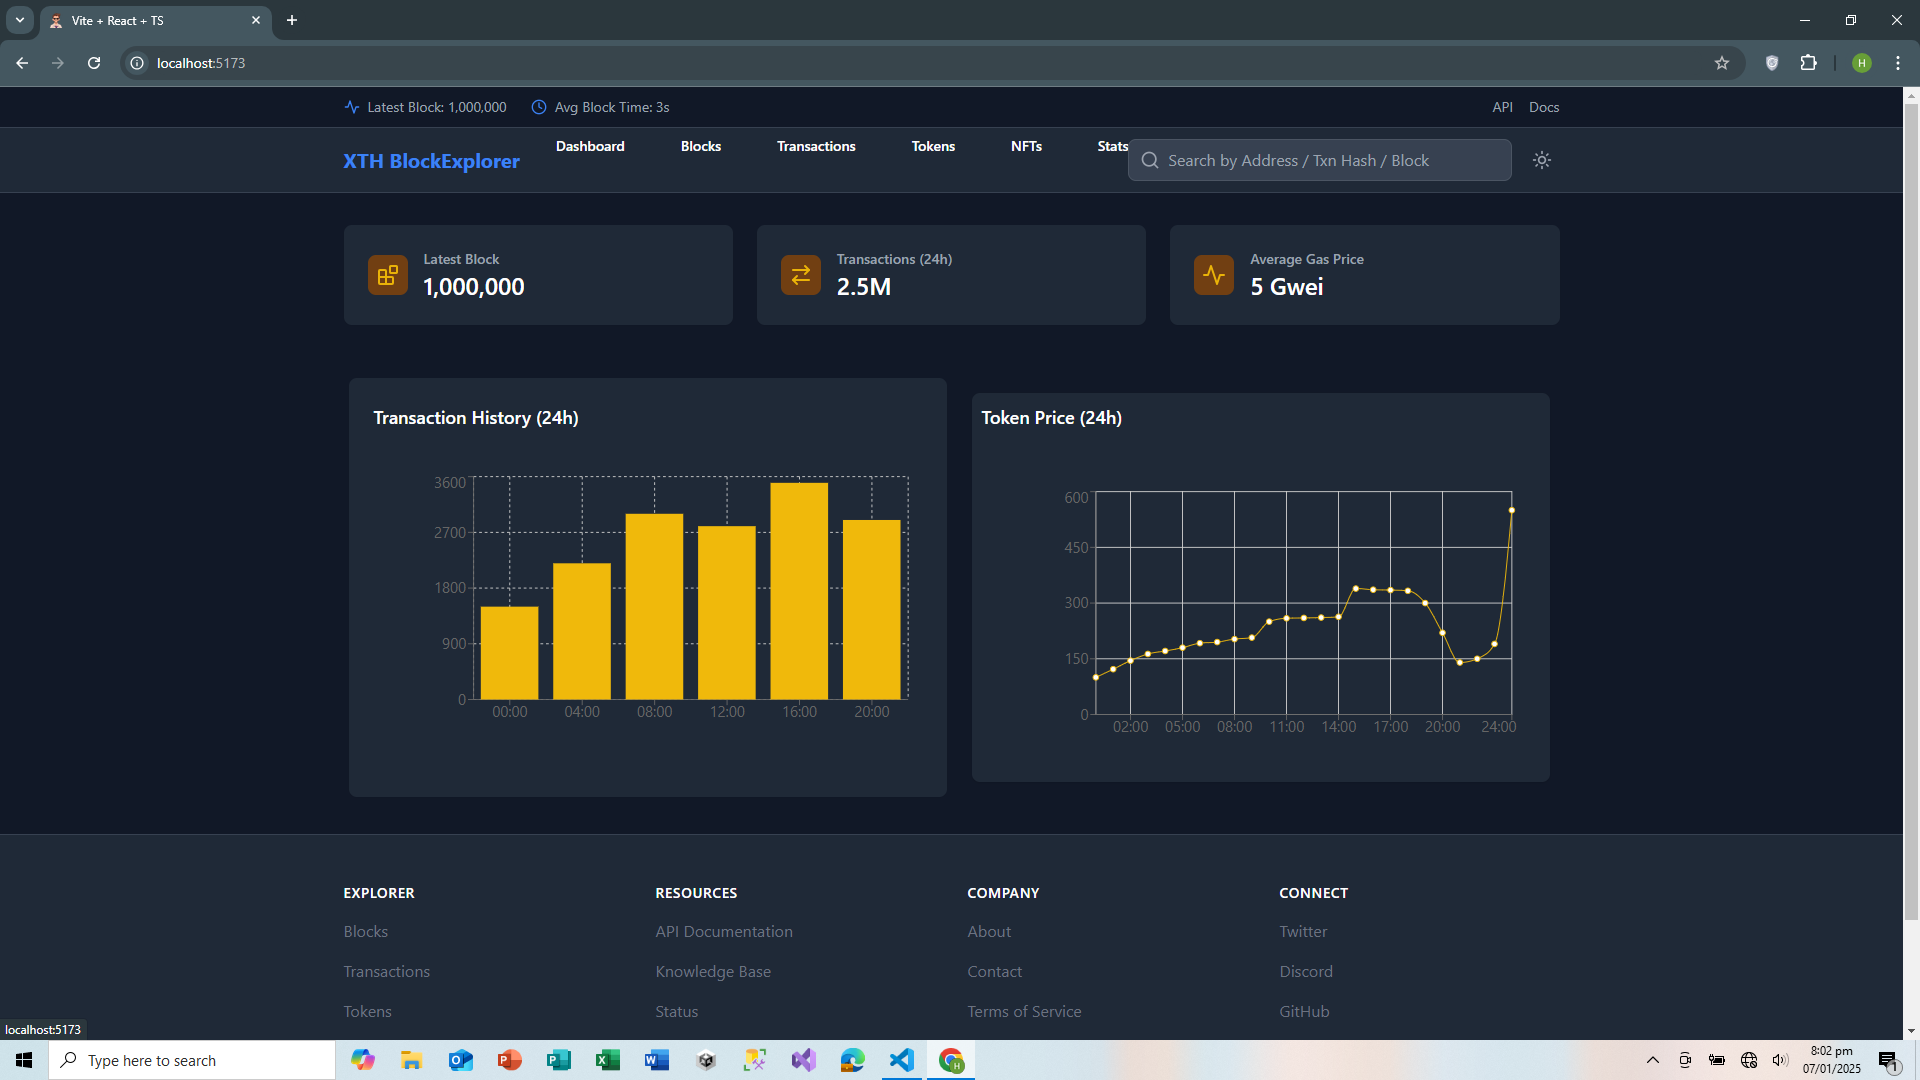 Vite + React + TS
localhost:5173
Latest Block: 1,000,000
Avg Block Time: 3s
API
Docs
XTH BlockExplorer
Dashboard
Blocks
Transactions
Tokens
NFTs
Stats
Search by Address / Txn Hash / Block
H
Latest Block
1,000,000
Transactions (24h)
2.5M
Average Gas Price
5 Gwei
Transaction History (24h)
3600
2700
1800
900
0
00:00
04:00
08:00
12:00
16:00
20:00
Token Price (24h)
600
450
300
150
0
02:00
05:00
08:00
11:00
14:00
17:00
20:00
24:00
EXPLORER
Blocks
Transactions
Tokens
RESOURCES
API Documentation
Knowledge Base
Status
COMPANY
About
Contact
Terms of Service
CONNECT
Twitter
Discord
GitHub
localhost:5173
Type here to search
8:02 pm
07/01/2025
1